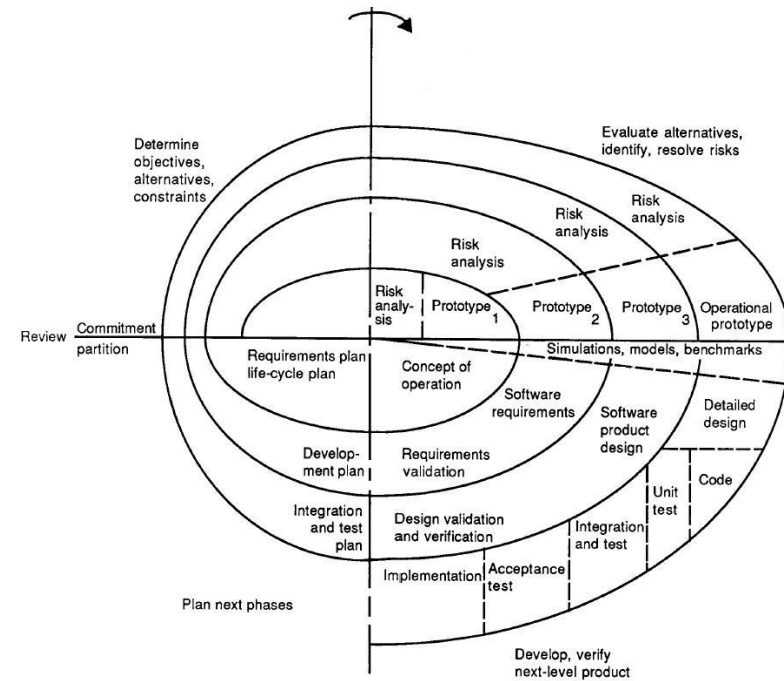 Determine
objectives,
alternatives,
constraints
Evaluate alternatives,
identify, resolve risks
Risk
analysis
Risk
analysis
Risk
analysis
Risk
analy-
sis
Prototype 1
Prototype 2
Prototype 3
Operational
prototype
Review
Commitment
partition
Simulations, models, benchmarks
Requirements plan
life-cycle plan
Concept of
operation
Software
requirements
Software
product
design
Detailed
design
Develop-
ment plan
Requirements
validation
Integration
and test
plan
Design validation
and verification
Code
Unit
test
Integration
and test
Acceptance
test
Implementation
Plan next phases
Develop, verify
next-level product